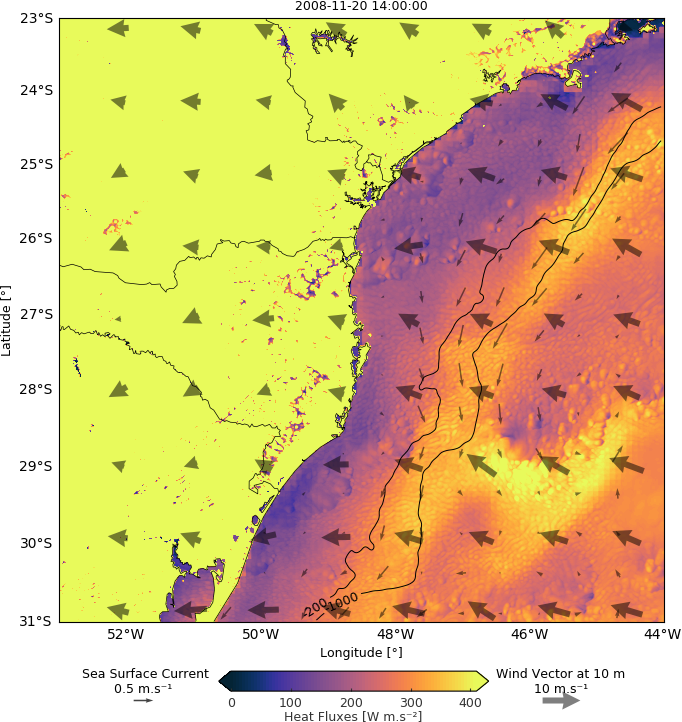 2008-11-20 14:00:00
23°S
24°S
25°S
26°S
27°S
28°S
29°S
30°S
31°S
Latitude [°]
-200
-1000
52°W 50°W 48°W 46°W 44°W
Longitude [°]
Sea Surface Current
0.5 m.s⁻¹
Wind Vector at 10 m
10 m.s⁻¹
0 100 200 300 400
Heat Fluxes [W m.s⁻²]